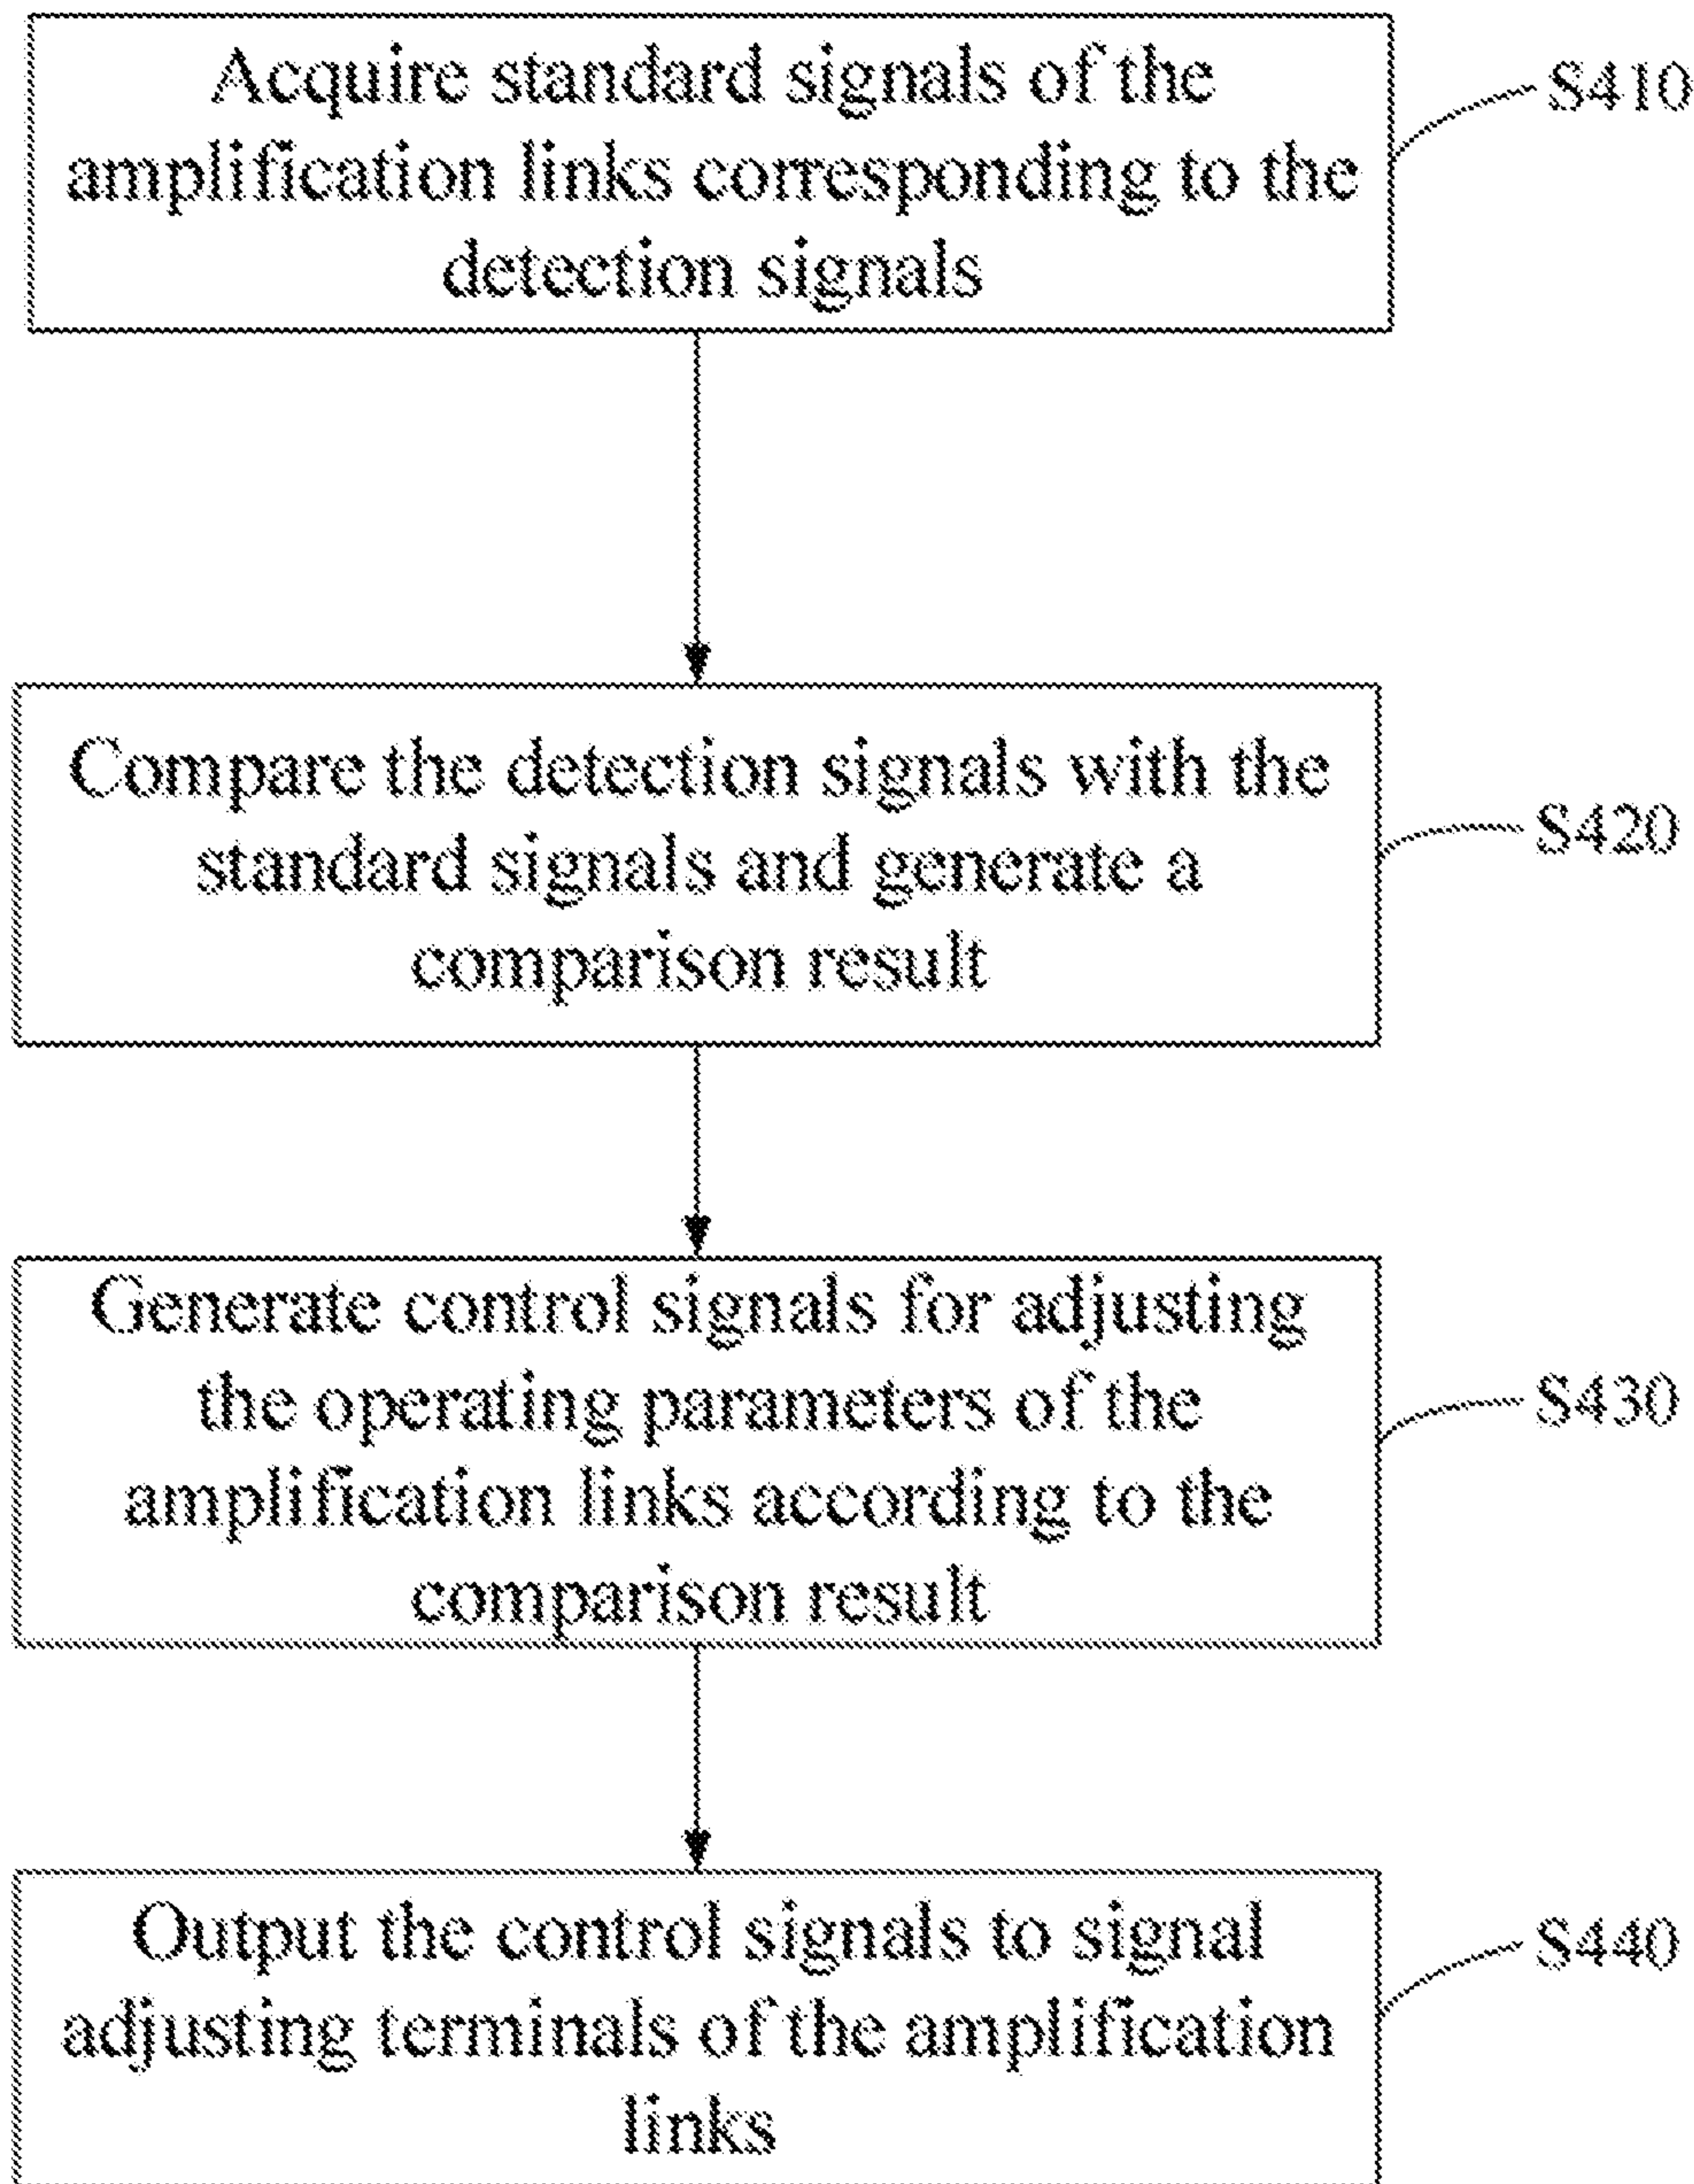 Acquire standard signals of the
amplification links corresponding to the
detection signals
S410
Compare the detection signals with the
standard signals and generate a
comparison result
S420
Generate control signals for adjusting
the operating parameters of the
amplification links according to the
comparison result
S430
Output the control signals to signal
adjusting terminals of the amplification
links
S440